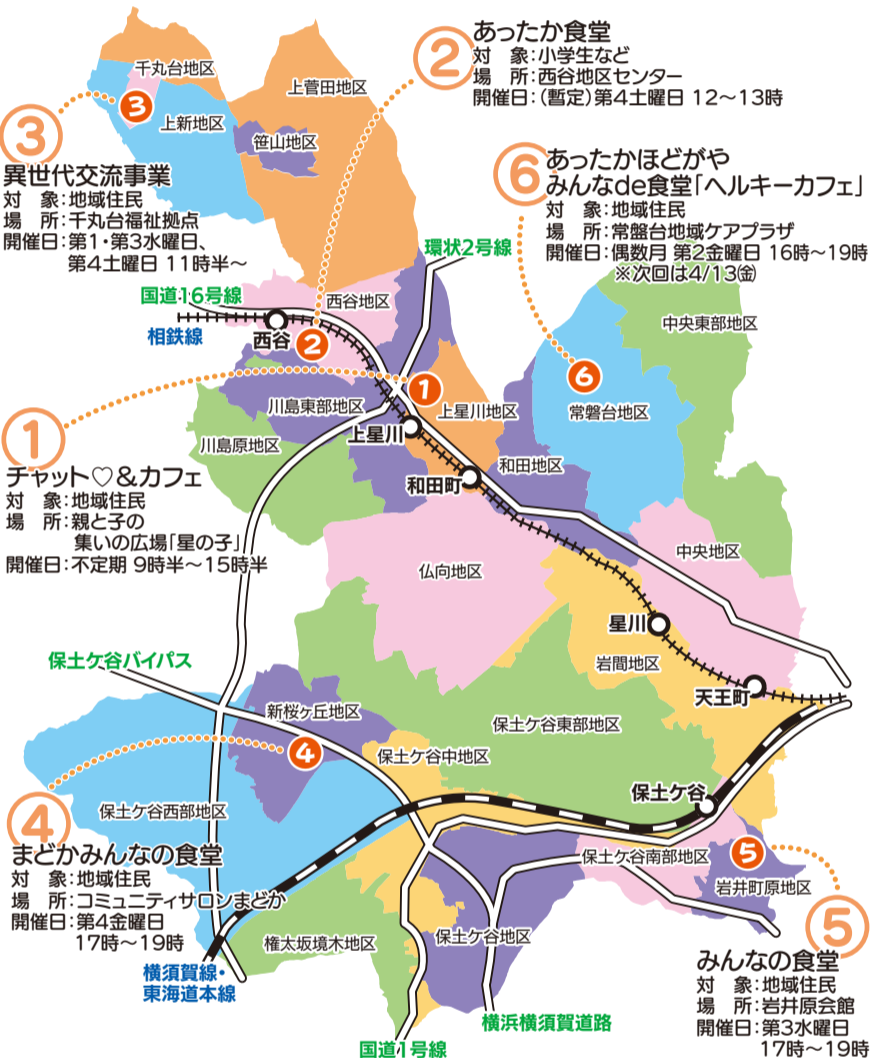 ②
あったか食堂
対　象：小学生など
場　所：西谷地区センター
開催日：（暫定）第4土曜日 12～13時
千丸台地区
上菅田地区
③
❸
上新地区
笹山地区
異世代交流事業
対　象：地域住民
場　所：千丸台福祉拠点
開催日：第1・第3水曜日、
第4土曜日 11時半～
⑥
あったかほどがや
みんなde食堂「ヘルキーカフェ」
対　象：地域住民
場　所：常盤台地域ケアプラザ
開催日：偶数月 第2金曜日 16時～19時
※次回は4/13㊎
環状2号線
国道16号線
西谷地区
相鉄線
西谷
❷
中央東部地区
❶
❻
川島東部地区
上星川地区
常磐台地区
川島原地区
上星川
和田地区
和田町
①
チャット♡＆カフェ
対　象：地域住民
場　所：親と子の
集いの広場「星の子」
開催日：不定期 9時半～15時半
仏向地区
中央地区
星川
岩間地区
天王町
保土ケ谷バイパス
新桜ヶ丘地区
保土ケ谷東部地区
❹
保土ケ谷中地区
保土ケ谷西部地区
保土ケ谷
④
まどかみんなの食堂
対　象：地域住民
場　所：コミュニティサロンまどか
開催日：第4金曜日
17時～19時
❺
保土ケ谷南部地区
岩井町原地区
権太坂境木地区
保土ケ谷地区
⑤
みんなの食堂
対　象：地域住民
場　所：岩井原会館
開催日：第3水曜日
17時～19時
横須賀線・
東海道本線
横浜横須賀道路
国道1号線